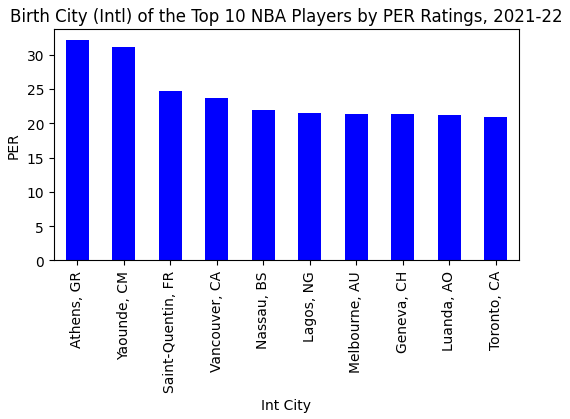 Birth City (Intl) of the Top 10 NBA Players by PER Ratings, 2021-22
PER
30
25
20
15
10
5
0
Athens, GR
Yaounde, CM
Saint-Quentin, FR
Vancouver, CA
Nassau, BS
Lagos, NG
Melbourne, AU
Geneva, CH
Luanda, AO
Toronto, CA
Int City